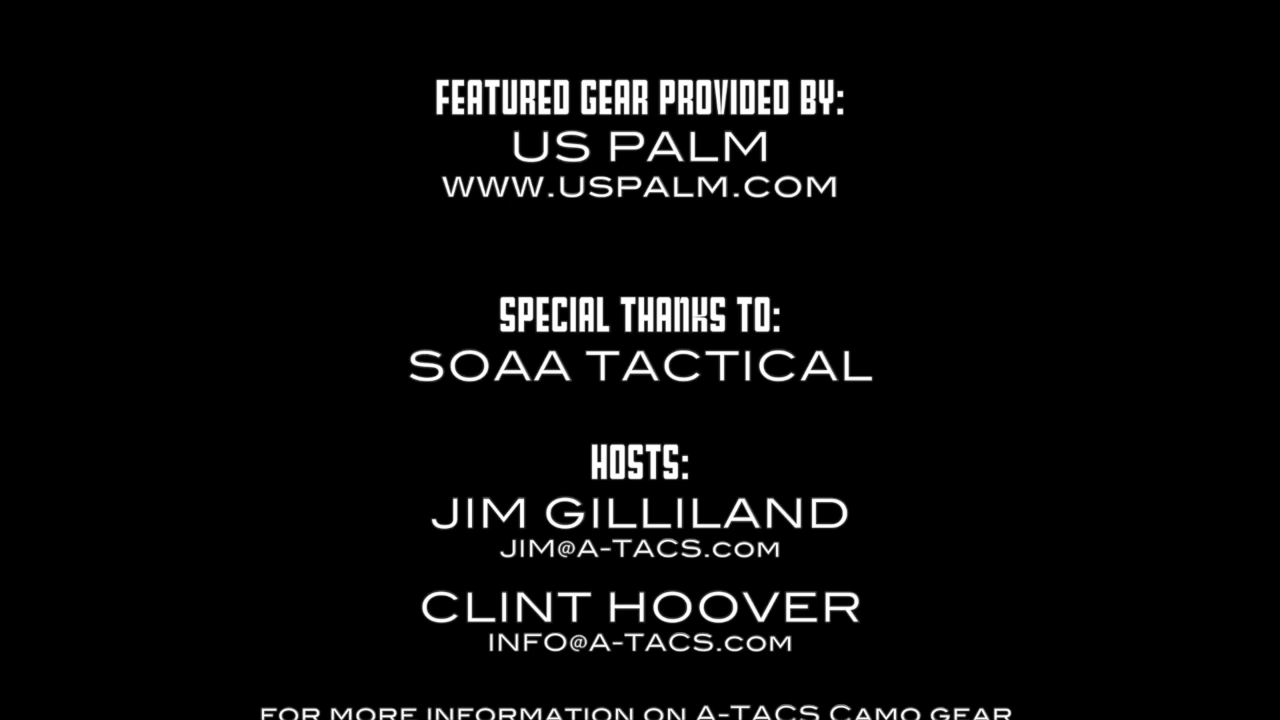 FEATURED GEAR PROVIDED BY:
US PALM
WWW.USPALM.COM
SPECIAL THANKS TO:
SOAA TACTICAL
HOSTS:
JIM GILLILAND
JIM@A-TACS.COM
CLINT HOOVER
INFO@A-TACS.COM
FOR MORE INFORMATION ON A-TACS CAMO GEAR